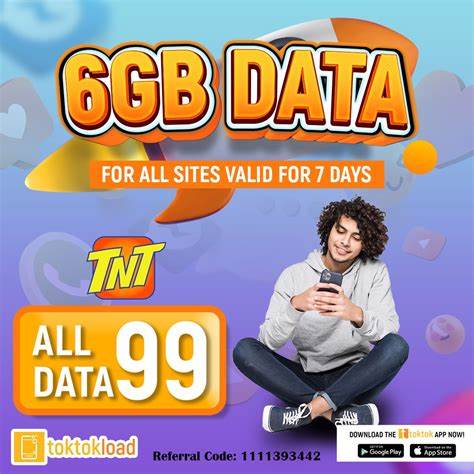 6GB DATA
FOR ALL SITES VALID FOR 7 DAYS
TNT
ALL
DATA 99
toktokload
Referral Code: 1111393442
DOWNLOAD THE toktok APP NOW!
GET IT ON
Google Play
Download on the
App Store